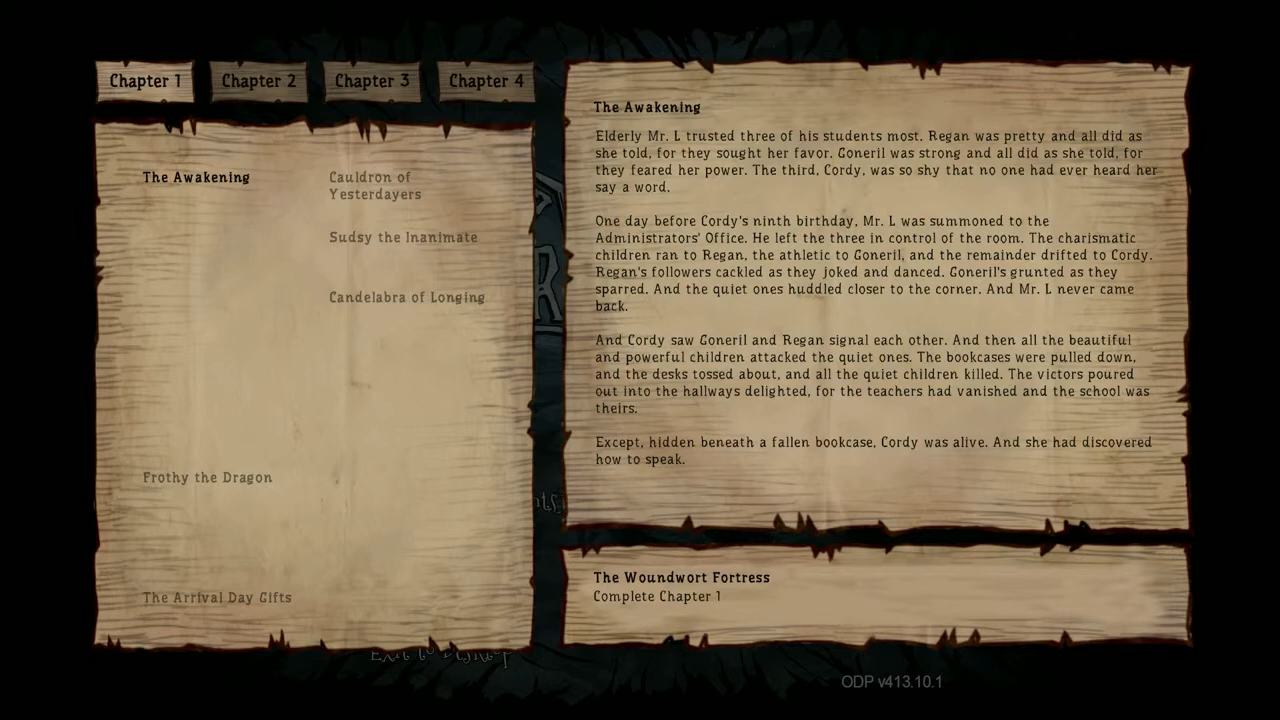 Chapter 1
Chapter 2
Chapter 3
Chapter 4
The Awakening
Cauldron of
Yesterdayers
Sudsy the Inanimate
Candelabra of Longing
Frothy the Dragon
The Arrival Day Gifts
The Awakening
Elderly Mr. L trusted three of his students most. Regan was pretty and all did as
she told, for they sought her favor. Goneril was strong and all did as she told, for
they feared her power. The third, Cordy, was so shy that no one had ever heard her
say a word.
One day before Cordy's ninth birthday, Mr. L was summoned to the
Administrators' Office. He left the three in control of the room. The charismatic
children ran to Regan, the athletic to Goneril, and the remainder drifted to Cordy.
Regan's followers cackled as they joked and danced. Goneril's grunted as they
sparred. And the quiet ones huddled closer to the corner. And Mr. L never came
back.
And Cordy saw Goneril and Regan signal each other. And then all the beautiful
and powerful children attacked the quiet ones. The bookcases were pulled down,
and the desks tossed about, and all the quiet children killed. The victors poured
out into the hallways delighted, for the teachers had vanished and the school was
theirs.
Except, hidden beneath a fallen bookcase, Cordy was alive. And she had discovered
how to speak.
The Woundwort Fortress
Complete Chapter 1
ODP v413.10.1